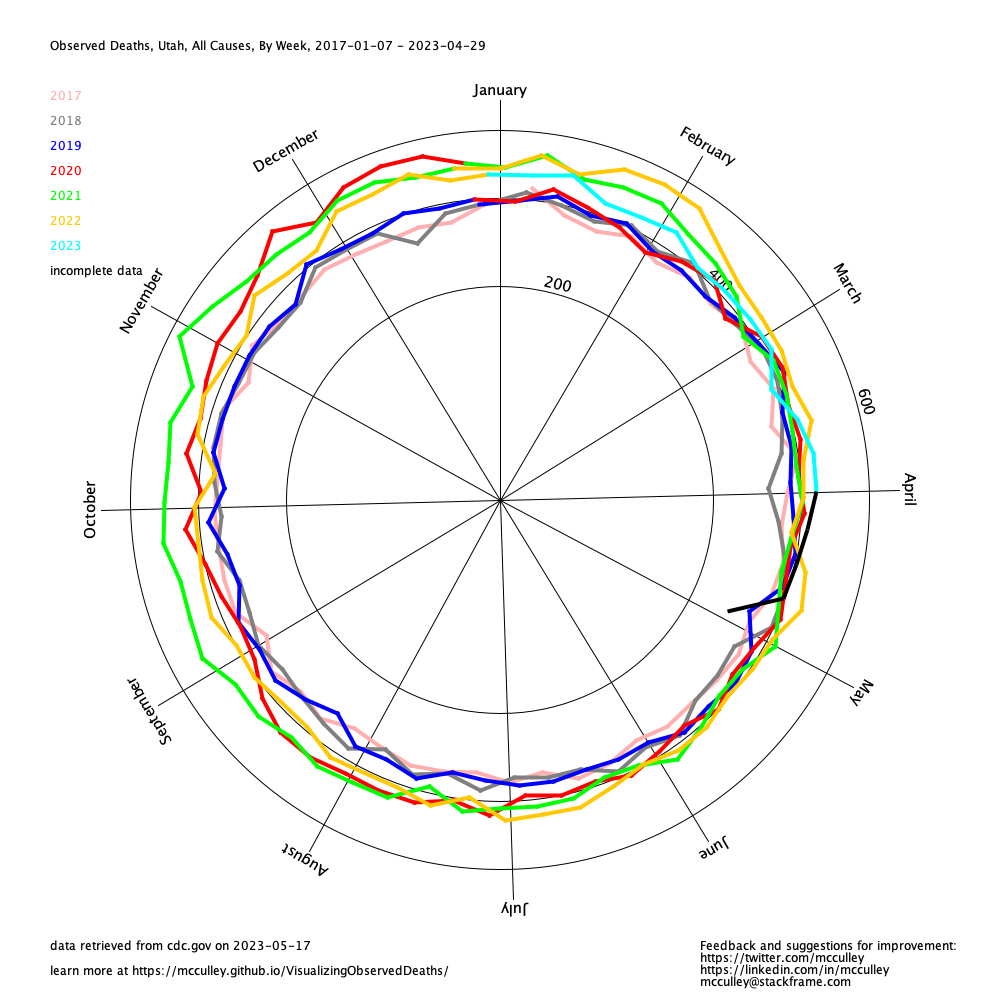 Observed Deaths, Utah, All Causes, By Week, 2017-01-07 - 2023-04-29
2017
2018
2019
2020
2021
2022
2023
incomplete data
January
February
March
April
May
June
July
August
September
October
November
December
200
400
600
data retrieved from cdc.gov on 2023-05-17
learn more at https://mcculley.github.io/VisualizingObservedDeaths/
Feedback and suggestions for improvement:
https://twitter.com/mcculley
https://linkedin.com/in/mcculley
mcculley@stackframe.com